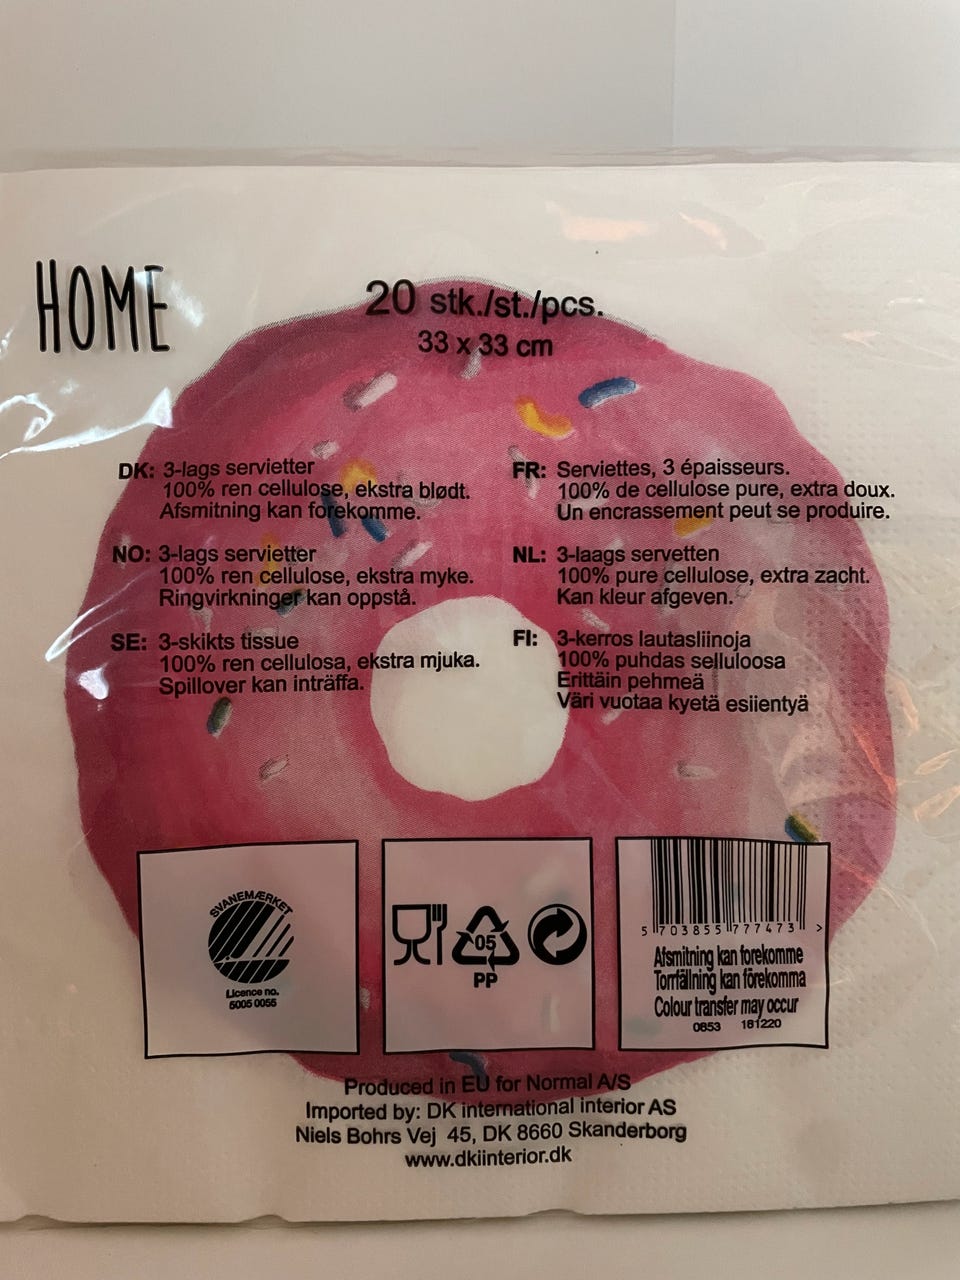 HOME
20 stk./st./pcs.
33 x 33 cm
DK: 3-lags servietter
100% ren cellulose, ekstra blødt.
Afsmitning kan forekomme.
NO: 3-lags servietter
100% ren cellulose, ekstra myke.
Ringvirkninger kan oppstå.
SE: 3-skikts tissue
100% ren cellulosa, ekstra mjuka.
Spillover kan inträffa.
FR: Serviettes, 3 épaisseurs.
100% de cellulose pure, extra doux.
Un encrassement peut se produire.
NL: 3-laags servetten
100% pure cellulose, extra zacht.
Kan kleur afgeven.
FI: 3-kerros lautasliinoja
100% puhdas selluloosa
Erittäin pehmeä
Väri vuotaa kyetä esiientyä
SVANEMÆRKET
Licence no.
5005 0055
05
PP
5 703855 777473 >
Afsmitning kan forekomme
Torrfällning kan förekomma
Colour transfer may occur
0653 161220
Produced in EU for Normal A/S
Imported by: DK international interior AS
Niels Bohrs Vej 45, DK 8660 Skanderborg
www.dkiinterior.dk